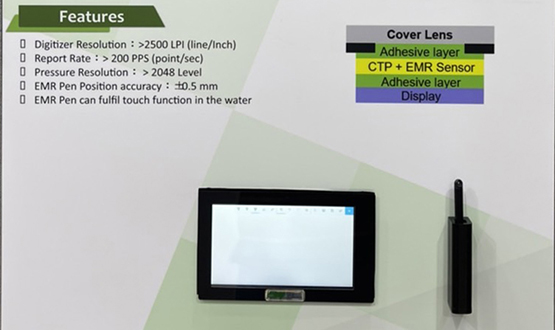 Features
Digitizer Resolution：>2500 LPI (line/Inch)
Report Rate：> 200 PPS (point/sec)
Pressure Resolution：> 2048 Level
EMR Pen Position accuracy：±0.5 mm
EMR Pen can fulfil touch function in the water
Cover Lens
Adhesive layer
CTP + EMR Sensor
Adhesive layer
Display